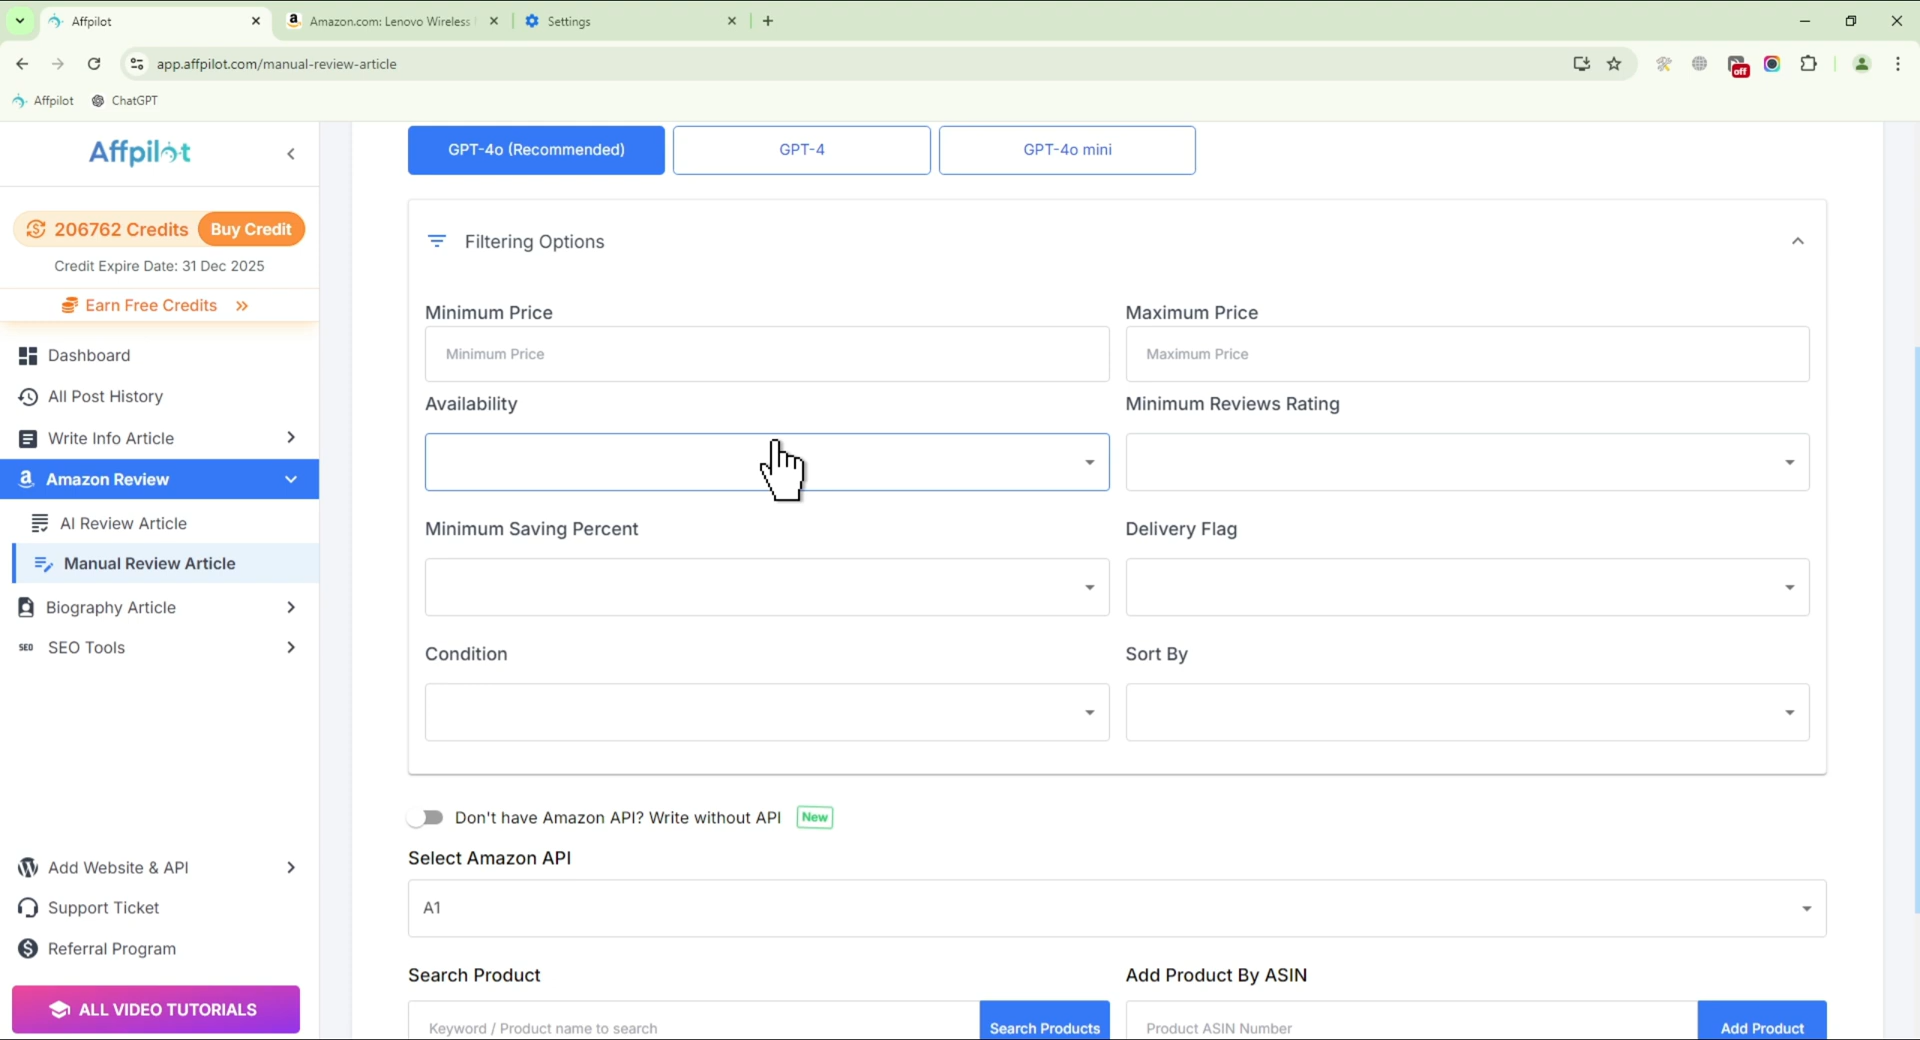 Affpilot
Amazon.com: Lenovo Wireless
Settings
app.affpilot.com/manual-review-article
off
Affpilot
ChatGPT
Affpilot
GPT-4o (Recommended)
GPT-4
GPT-4o mini
206762 Credits
Buy Credit
Credit Expire Date: 31 Dec 2025
Earn Free Credits
Dashboard
All Post History
Write Info Article
Amazon Review
AI Review Article
Manual Review Article
Biography Article
SEO
SEO Tools
Add Website & API
Support Ticket
Referral Program
ALL VIDEO TUTORIALS
Filtering Options
Minimum Price
Maximum Price
Minimum Price
Maximum Price
Availability
Minimum Reviews Rating
Minimum Saving Percent
Delivery Flag
Condition
Sort By
Don't have Amazon API? Write without API
New
Select Amazon API
A1
Search Product
Add Product By ASIN
Keyword / Product name to search
Search Products
Product ASIN Number
Add Product